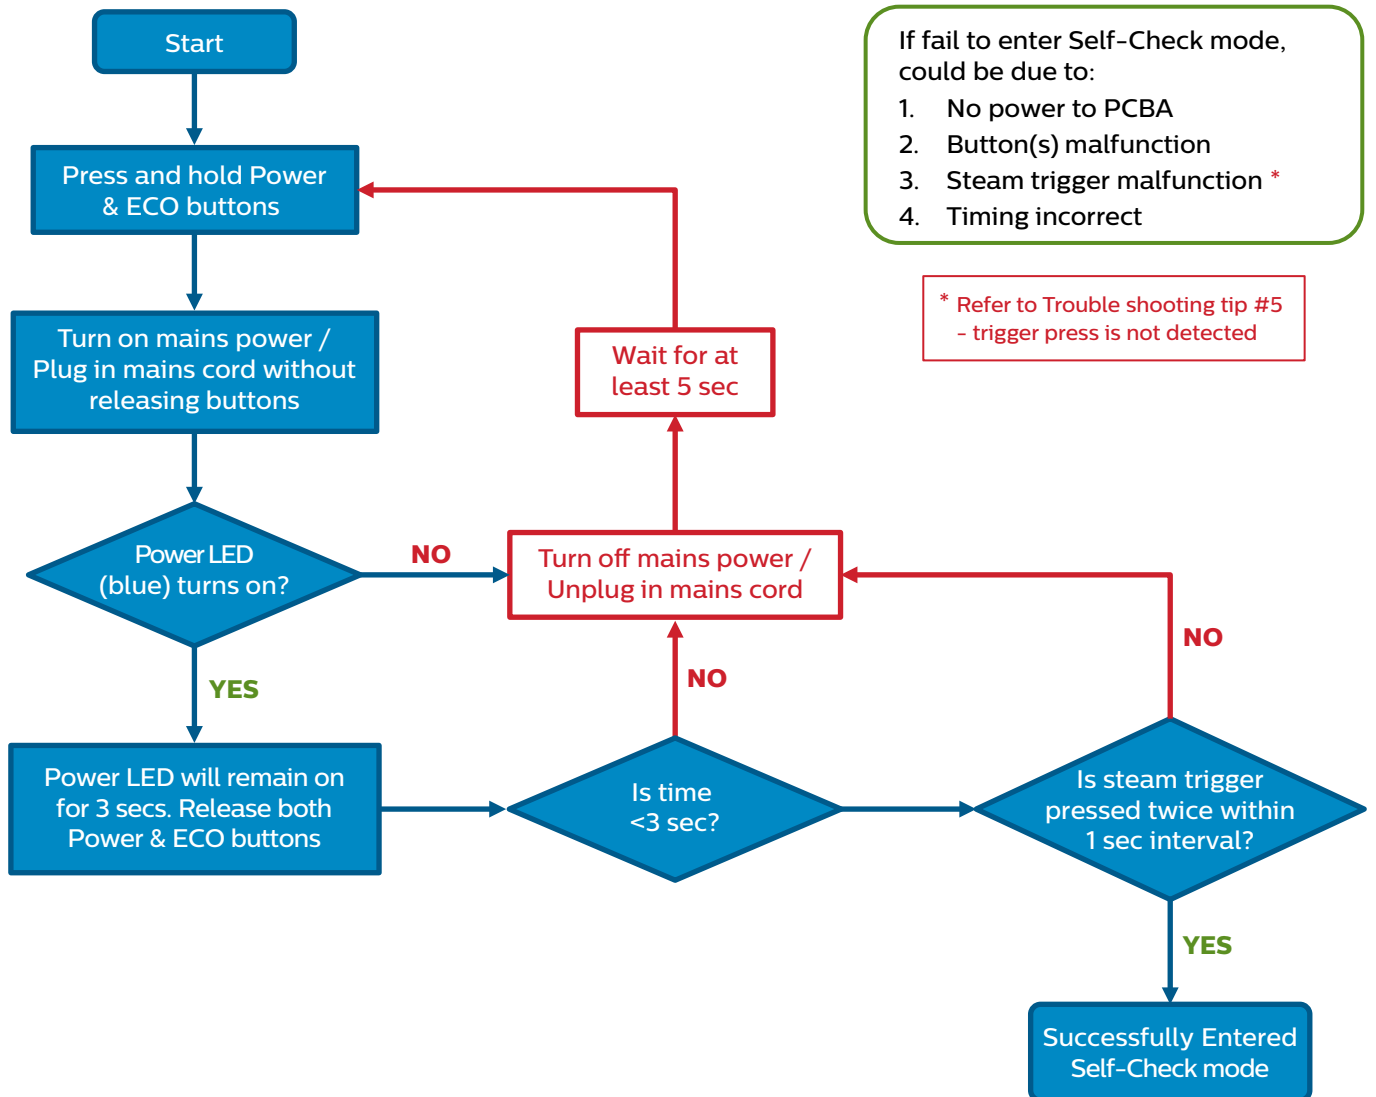 Start
Press and hold Power
& ECO buttons
Turn on mains power /
Plug in mains cord without
releasing buttons
Power LED
(blue) turns on?
NO
YES
Power LED will remain on
for 3 secs. Release both
Power & ECO buttons
Wait for at
least 5 sec
Turn off mains power /
Unplug in mains cord
NO
Is time
<3 sec?
If fail to enter Self-Check mode,
could be due to:
1. No power to PCBA
2. Button(s) malfunction
3. Steam trigger malfunction *
4. Timing incorrect
* Refer to Trouble shooting tip #5
- trigger press is not detected
NO
Is steam trigger
pressed twice within
1 sec interval?
YES
Successfully Entered
Self-Check mode